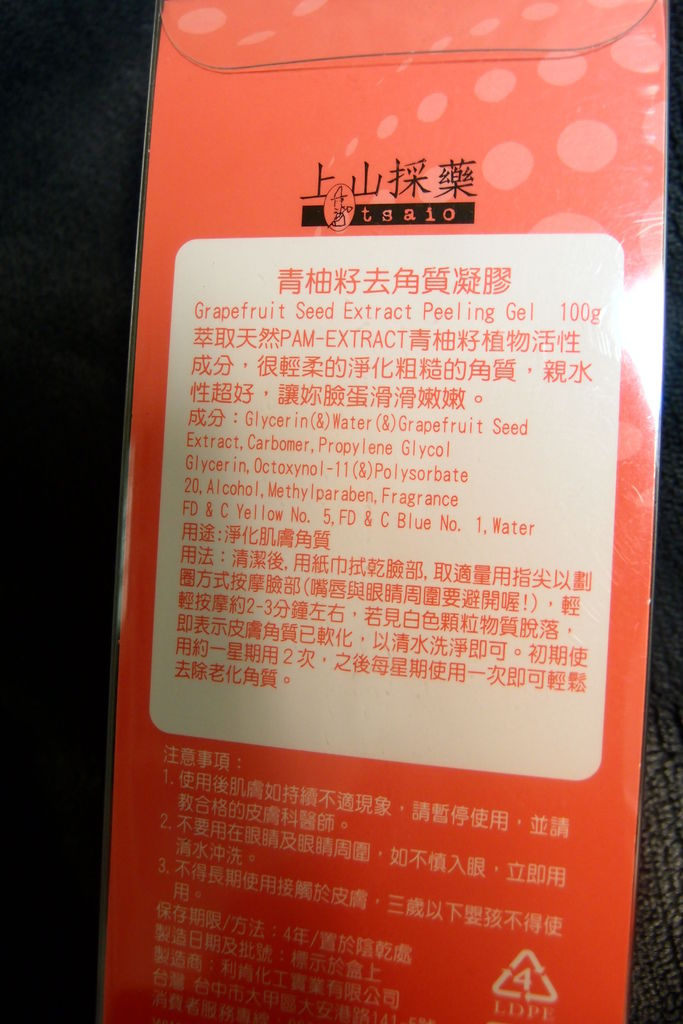 上山採藥
tsaio
青柚籽去角質凝膠
Grapefruit Seed Extract Peeling Gel 100g
萃取天然PAM-EXTRACT青柚籽植物活性
成分，很輕柔的淨化粗糙的角質，親水
性超好，讓妳臉蛋滑滑嫩嫩。
成分：Glycerin(&)Water(&)Grapefruit Seed
Extract,Carbomer,Propylene Glycol
Glycerin,Octoxynol-11(&)Polysorbate
20,Alcohol,Methylparaben,Fragrance
FD & C Yellow No. 5,FD & C Blue No. 1,Water
用途:淨化肌膚角質
用法：清潔後,用紙巾拭乾臉部,取適量用指尖以劃
圈方式按摩臉部(嘴唇與眼睛周圍要避開喔!)，輕
輕按摩約2-3分鐘左右，若見白色顆粒物質脫落，
即表示皮膚角質已軟化，以清水洗淨即可。初期使
用約一星期用２次，之後每星期使用一次即可輕鬆
去除老化角質。
注意事項：
1.使用後肌膚如持續不適現象，請暫停使用，並請
教合格的皮膚科醫師。
2.不要用在眼睛及眼睛周圍，如不慎入眼，立即用
清水沖洗。
3.不得長期使用接觸於皮膚，三歲以下嬰孩不得使
用。
保存期限/方法：4年/置於陰乾處
製造日期及批號：標示於盒上
製造商：利肯化工實業有限公司
台灣 台中市大甲區大安港路141-5號
消費者服務專線
4
LDPE